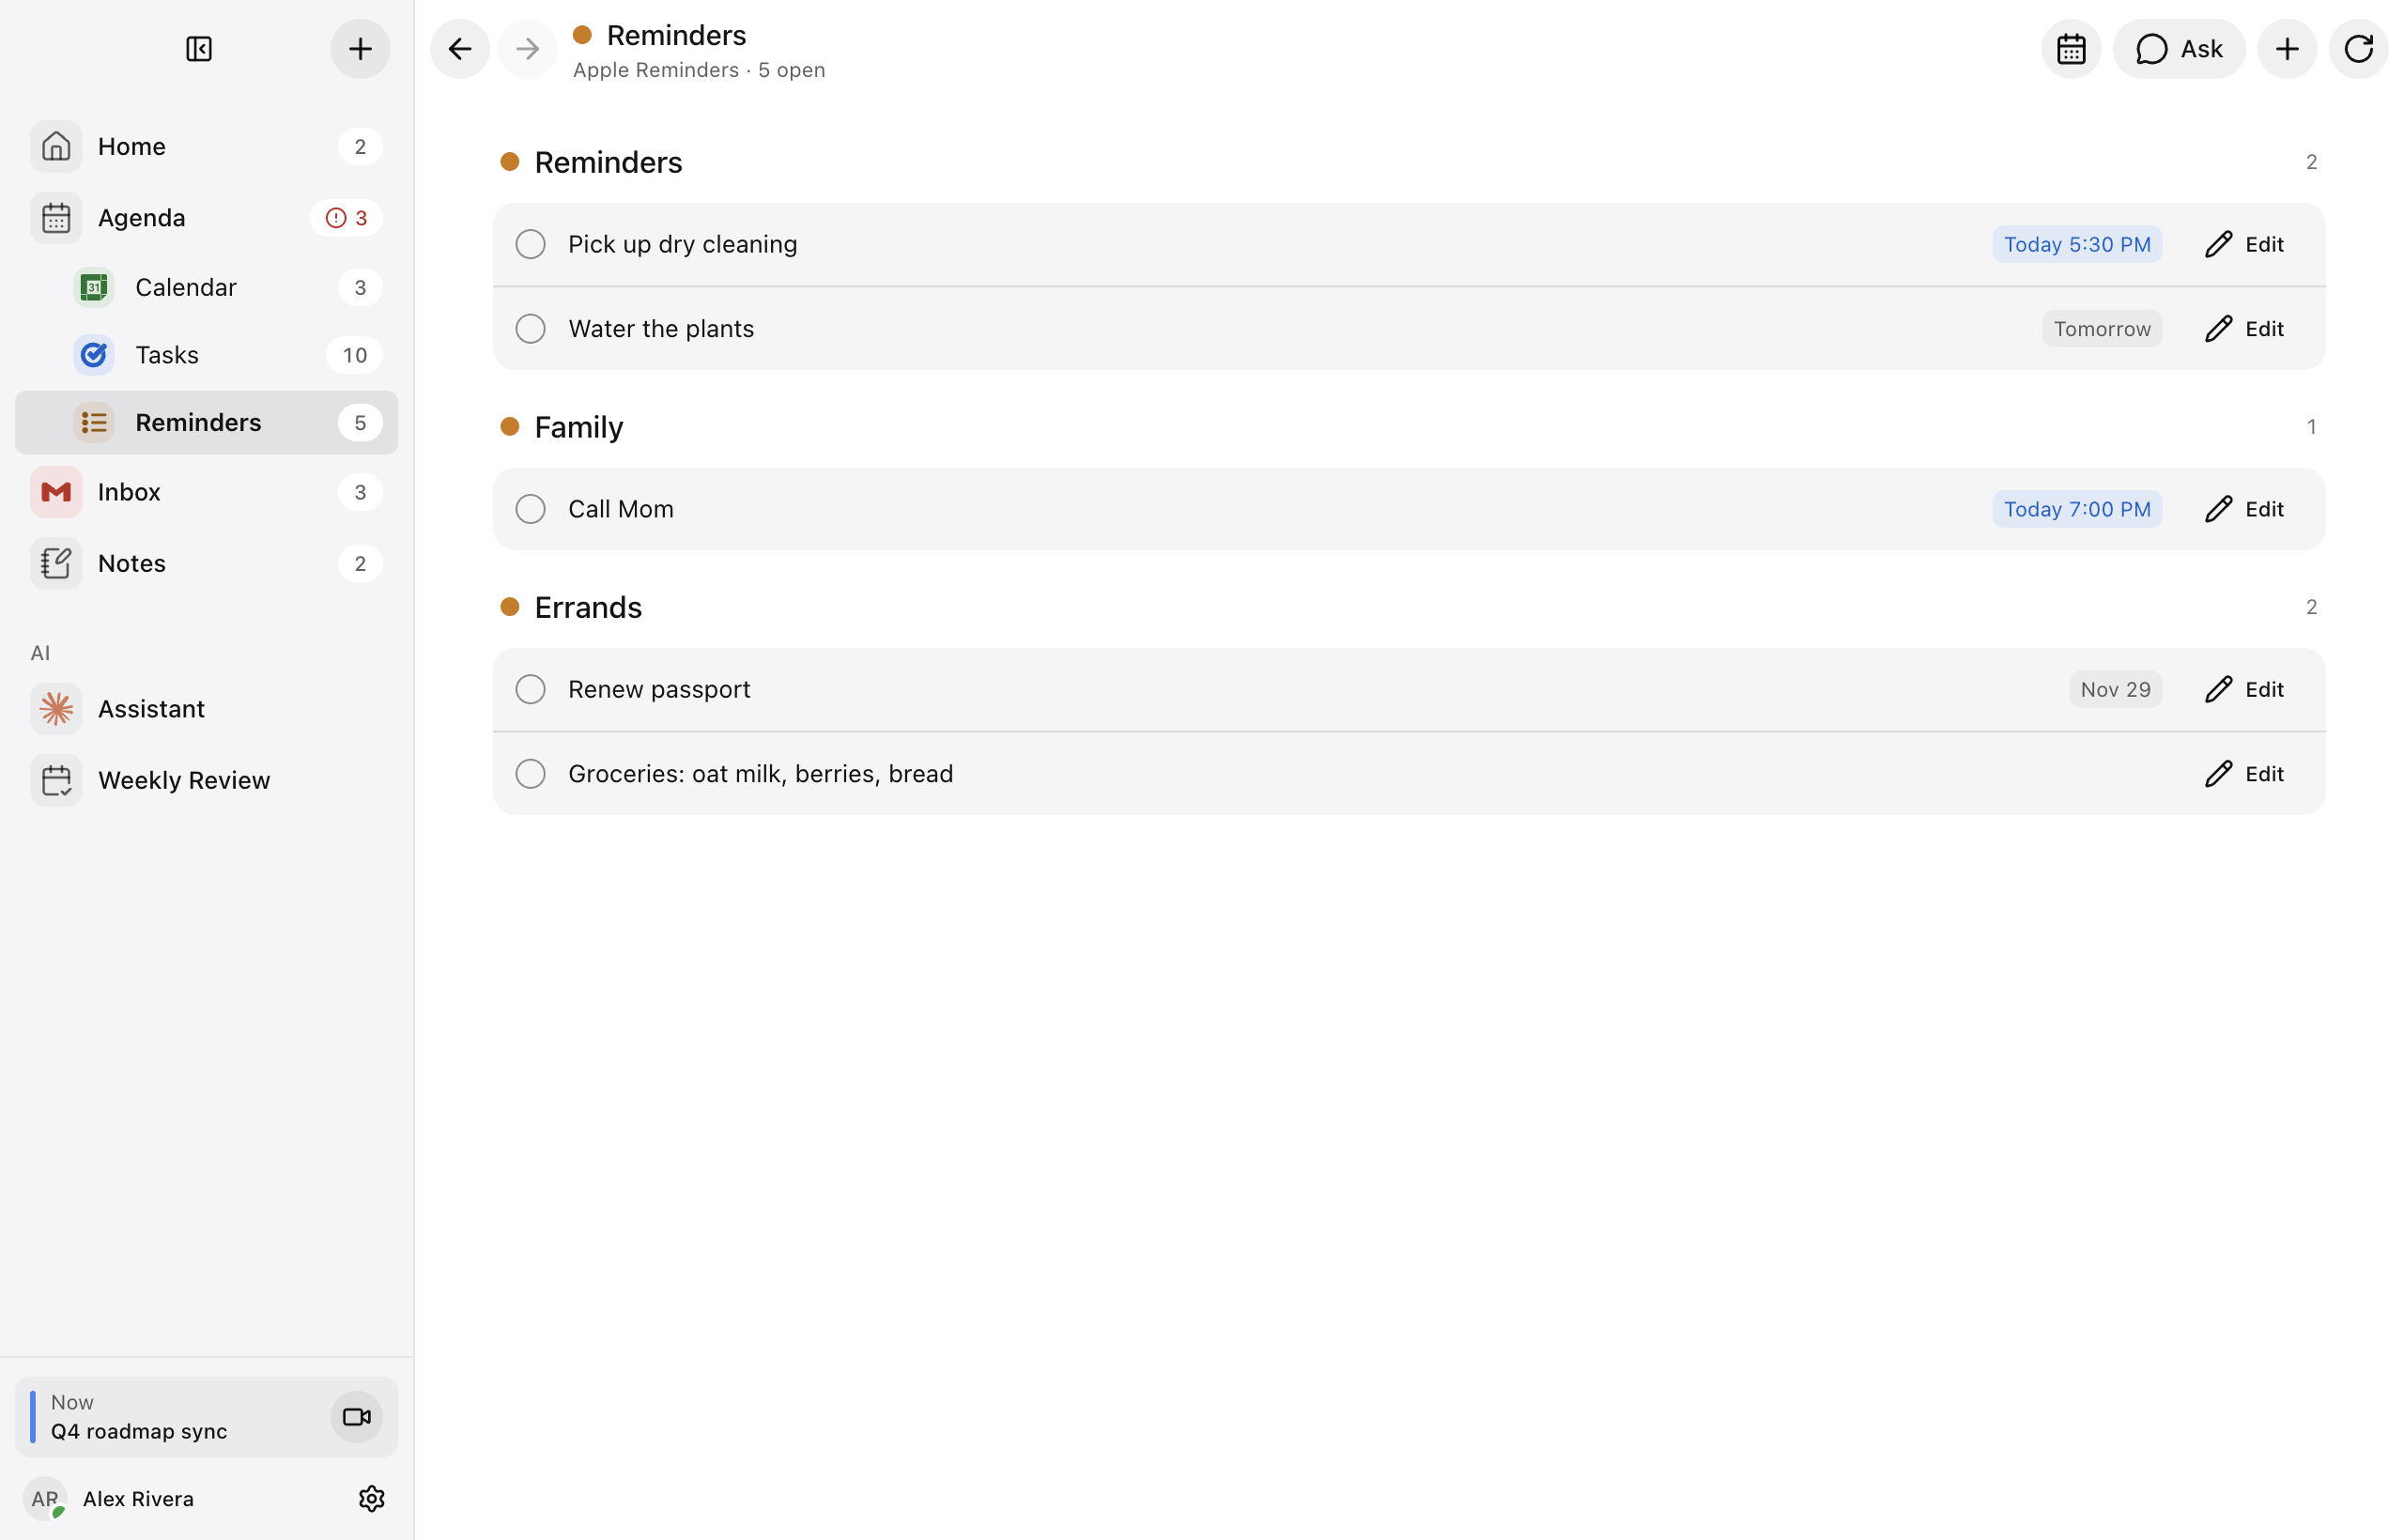 Home 2
Agenda 3
31 Calendar 3
Tasks 10
Reminders 5
Inbox 3
Notes 2
AI
Assistant
Weekly Review
Now
Q4 roadmap sync
AR Alex Rivera
Reminders
Apple Reminders · 5 open
Ask
Reminders 2
Pick up dry cleaning Today 5:30 PM Edit
Water the plants Tomorrow Edit
Family 1
Call Mom Today 7:00 PM Edit
Errands 2
Renew passport Nov 29 Edit
Groceries: oat milk, berries, bread Edit